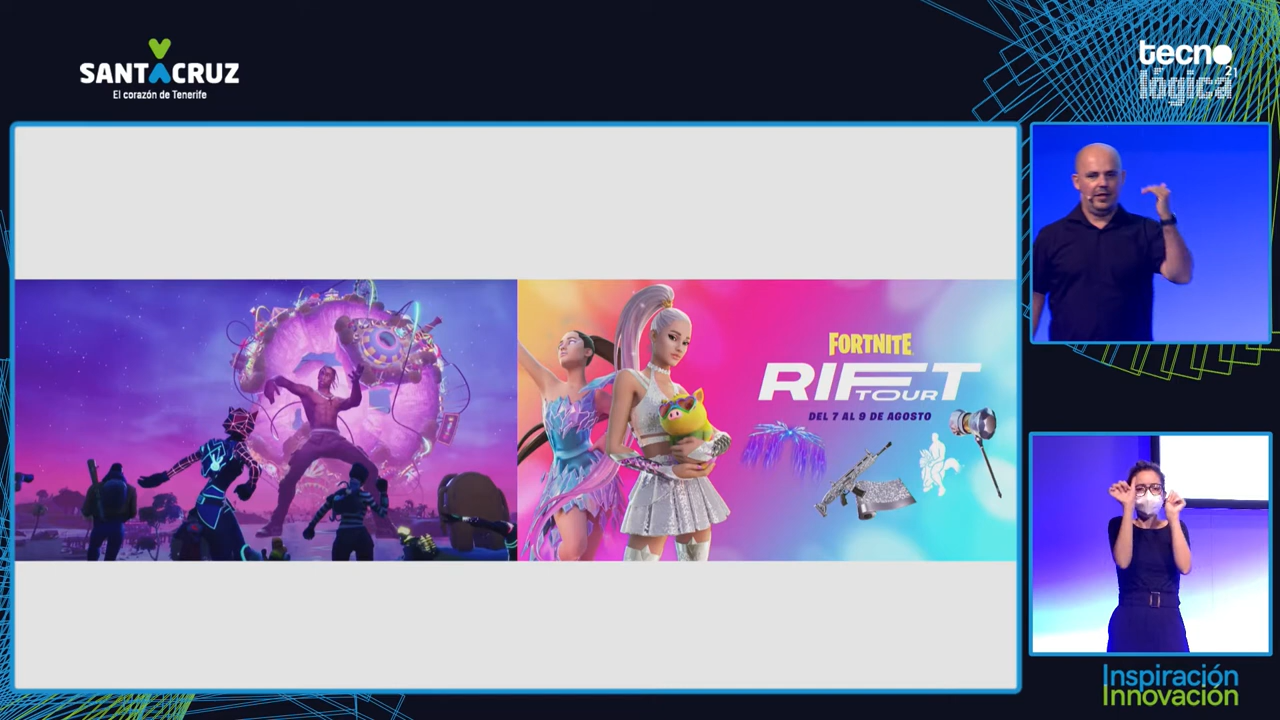 SANTACRUZ
El corazón de Tenerife
tecno
lógica
21
FORTNITE
RIFT
TOUR
DEL 7 AL 9 DE AGOSTO
Inspiración
Innovación